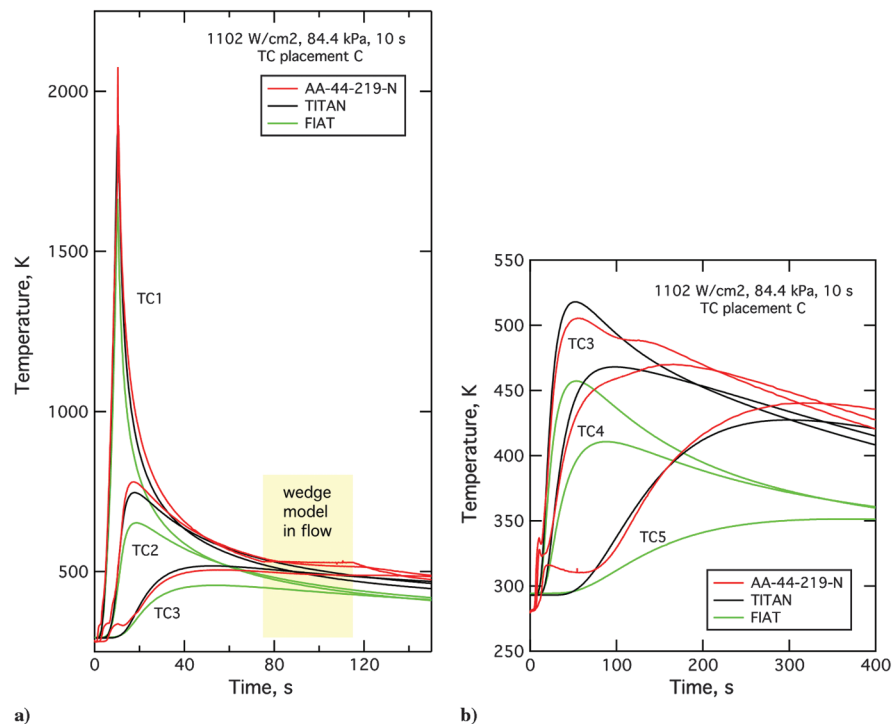 1102 W/cm2, 84.4 kPa, 10 s
TC placement C
AA-44-219-N
TITAN
FIAT
2000
1500
1000
500
Temperature, K
TC1
TC2
TC3
wedge
model
in flow
0
40
80
120
Time, s
a)
550
500
450
400
350
300
250
Temperature, K
1102 W/cm2, 84.4 kPa, 10 s
TC placement C
TC3
TC4
TC5
AA-44-219-N
TITAN
FIAT
0
100
200
300
400
Time, s
b)